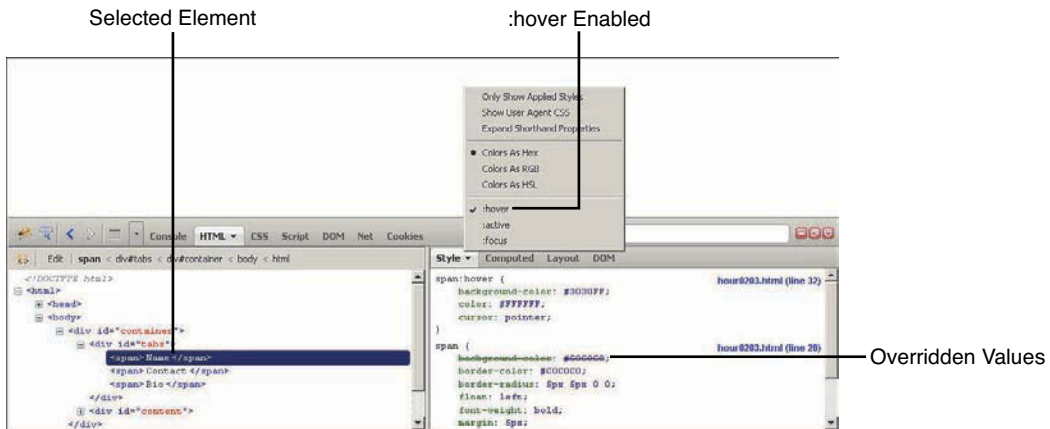 Selected Element
:hover Enabled
Only Show Applied Styles
Show User Agent CSS
Expand Shorthand Properties
Colors As Hex
Colors As RGB
Colors As HSL
:hover
:active
:focus
Console HTML CSS Script DOM Net Cookies
Edit span < div#tabs < div#container < body < html
Style Computed Layout DOM
<!DOCTYPE html>
<html>
<head>
<body>
<div id="container">
<div id="tabs">
<span>Name</span>
<span>Contact</span>
<span>Bio</span>
</div>
<div id="content">
</div>
span:hover { hour0203.html (line 32)
background-color: #3030FF;
color: #FFFFFF;
cursor: pointer;
}
span { hour0203.html (line 20)
background-color: #C0C0C0;
border-color: #C0C0C0;
border-radius: 5px 5px 0 0;
float: left;
font-weight: bold;
margin: 5px;
Overridden Values